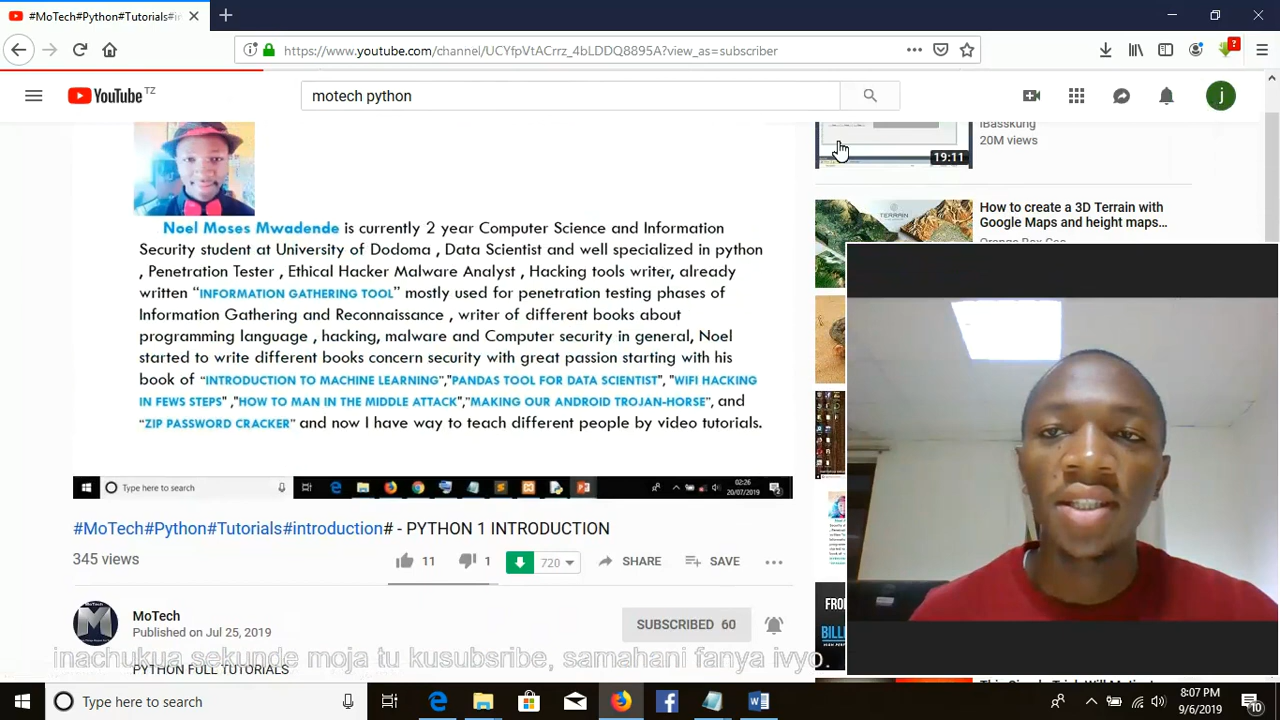 #MoTech#Python#Tutorials#in
https://www.youtube.com/channel/UCYfpVtACrrz_4bLDDQ8895A?view_as=subscriber
?
YouTube TZ
motech python
j
iBasskung
20M views
19:11
How to create a 3D Terrain with
Google Maps and height maps...
TERRAIN
Noel Moses Mwadende is currently 2 year Computer Science and Information
Security student at University of Dodoma , Data Scientist and well specialized in python
, Penetration Tester , Ethical Hacker Malware Analyst , Hacking tools writer, already
written “INFORMATION GATHERING TOOL” mostly used for penetration testing phases of
Information Gathering and Reconnaissance , writer of different books about
programming language , hacking, malware and Computer security in general, Noel
started to write different books concern security with great passion starting with his
book of “INTRODUCTION TO MACHINE LEARNING”,"PANDAS TOOL FOR DATA SCIENTIST", "WIFI HACKING
IN FEWS STEPS" ,"HOW TO MAN IN THE MIDDLE ATTACK","MAKING OUR ANDROID TROJAN-HORSE", and
“ZIP PASSWORD CRACKER” and now I have way to teach different people by video tutorials.
Type here to search
02:26
20/07/2019
#MoTech#Python#Tutorials#introduction# - PYTHON 1 INTRODUCTION
345 views
11
1
720
SHARE
SAVE
MoTech
Published on Jul 25, 2019
SUBSCRIBED 60
FROM
BILL
inachukua sekunde moja tu kusubsribe, samahani fanya ivyo.
PYTHON FULL TUTORIALS
Type here to search
8:07 PM
9/6/2019
10